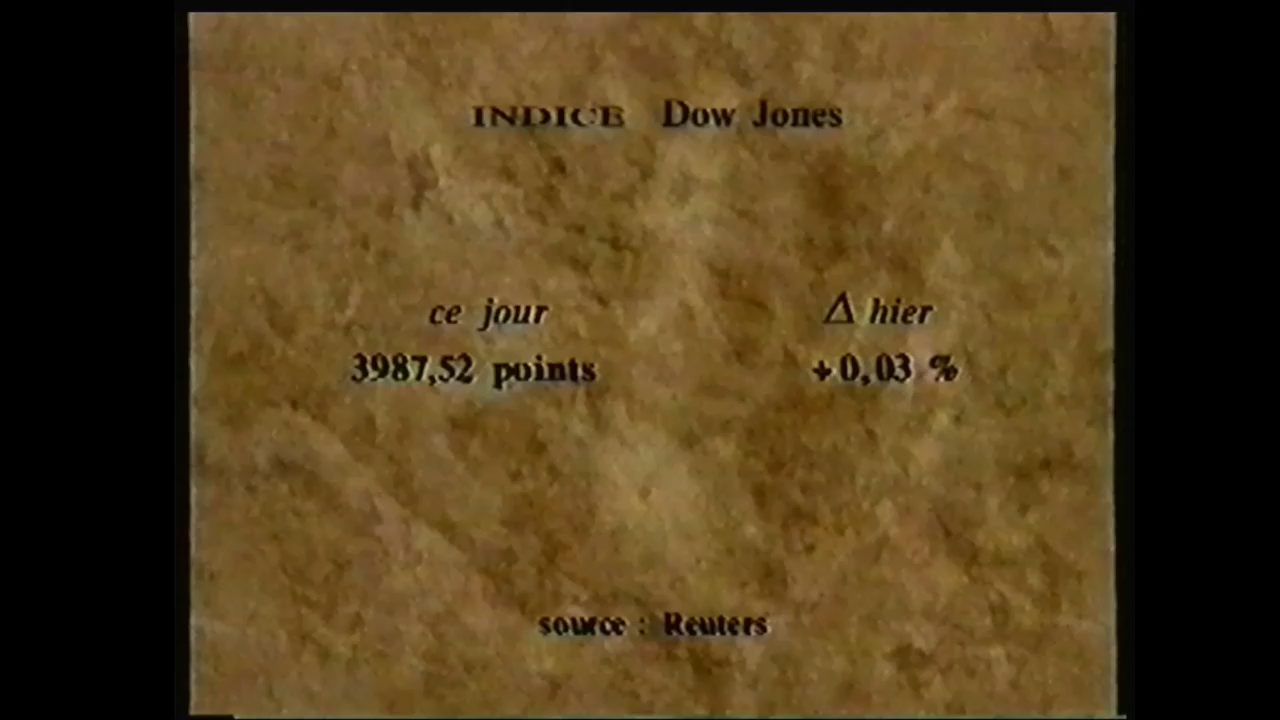 INDICE Dow Jones
ce jour Δ hier
3987,52 points +0,03 %
source : Reuters